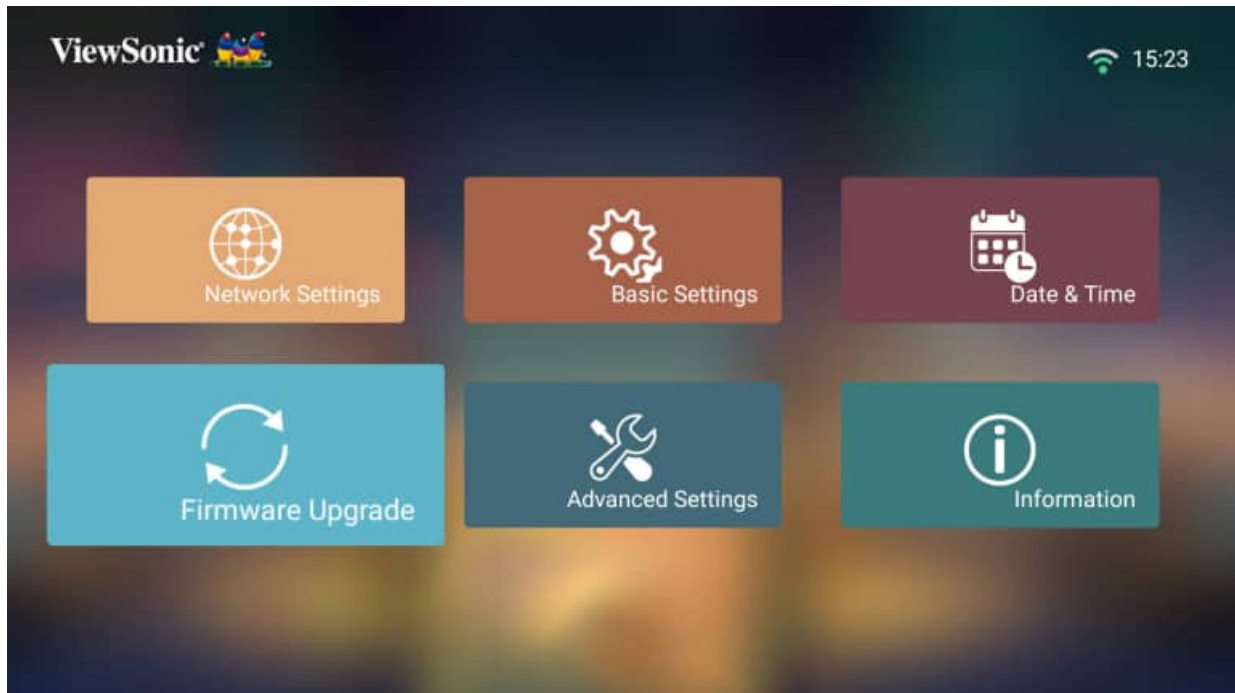 ViewSonic®
15:23
Network Settings
Basic Settings
Date & Time
Firmware Upgrade
Advanced Settings
Information